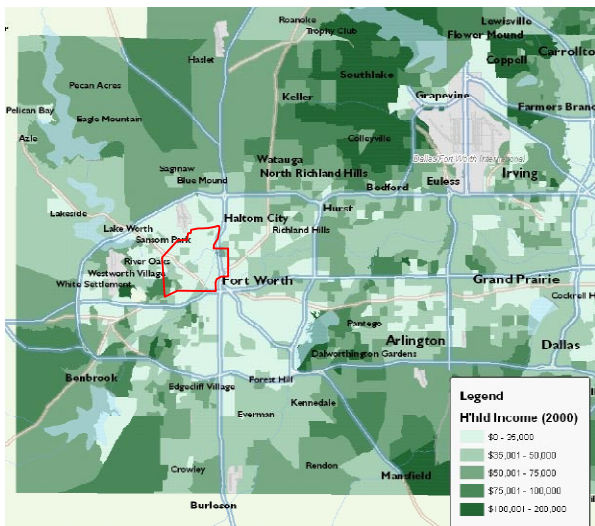 Roanoke
Trophy Club
Lewisville
Flower Mound
Coppell
Carrollto
Haslet
Southlake
Pecan Acres
Keller
Grapevine
Pelican Bay
Eagle Mountain
Farmers Branc
Azle
Colleyville
Watauga
Dallas Fort Worth International
Saginaw
North Richland Hills
Irving
Blue Mound
Bedford
Euless
Lakeside
Haltom City
Hurst
Lake Worth
Richland Hills
Sansom Park
River Oaks
Westworth Village
White Settlement
Fort Worth
Grand Prairie
Cockrell H
Pantego
Arlington
Dallas
Dalworthington Gardens
Benbrook
Edgecliff Village
Forest Hill
Kennedale
Everman
Crowley
Rendon
Mansfield
Burleson
Legend
H'hld Income (2000)
$0 - 35,000
$35,001 - 50,000
$50,001 - 75,000
$75,001 - 100,000
$100,001 - 200,000